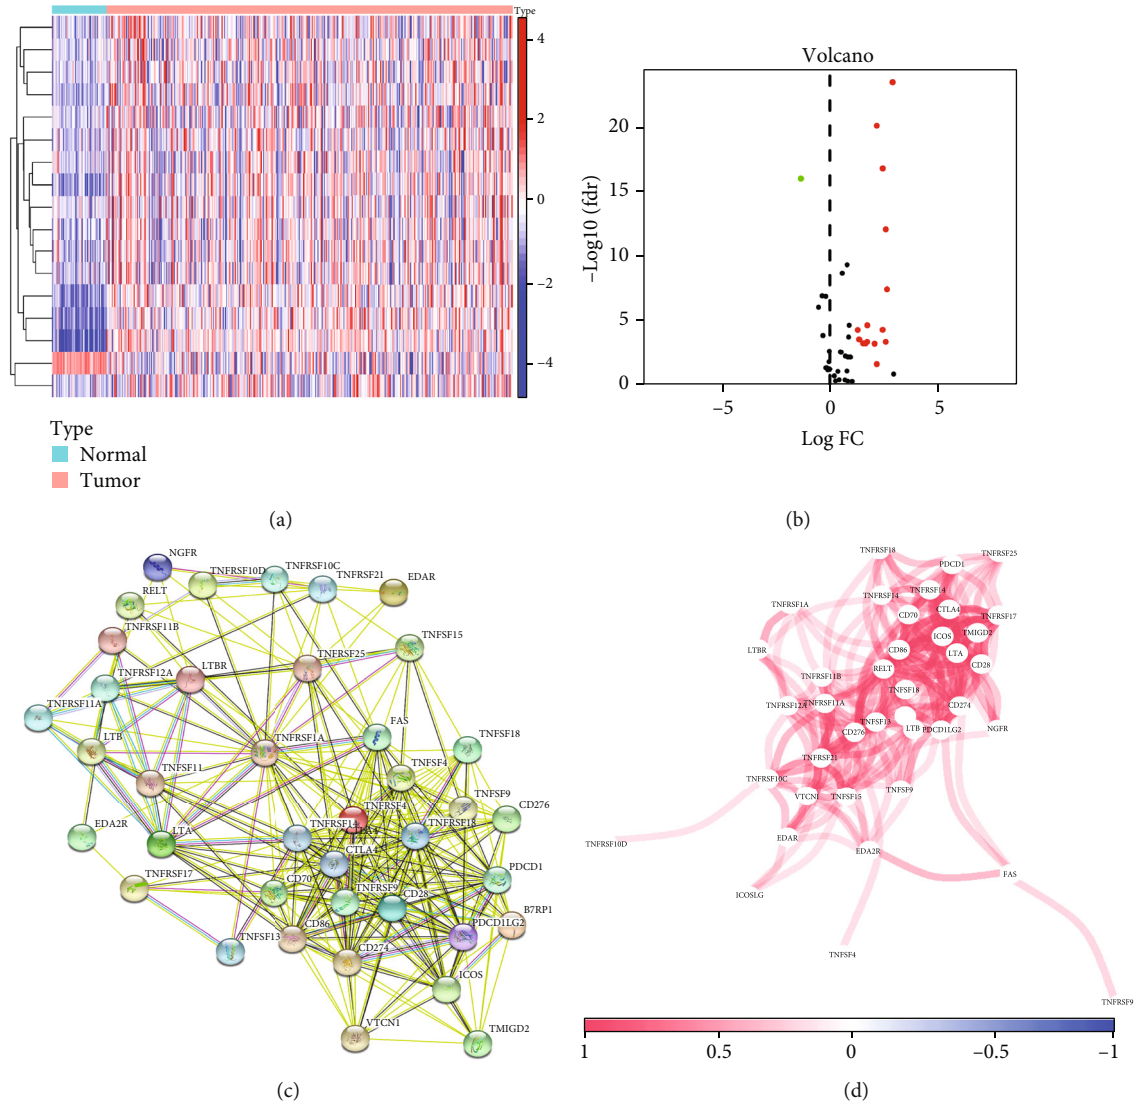 Type
4
2
0
−2
−4
Type
Normal
Tumor
(a)
Volcano
−Log10 (fdr)
20
15
10
5
0
−5
0
5
Log FC
(b)
NGFR
TNFRSF10D
TNFRSF10C
TNFRSF21
EDAR
RELT
TNFRSF11B
TNFSF15
TNFRSF25
LTBR
TNFRSF12A
TNFRSF11A
FAS
TNFRSF1A
TNFSF18
LTB
TNFSF4
TNFSF11
TNFSF9
CD276
TNFRSF4
EDA2R
LTA
TNFRSF14
CTLA4
TNFRSF18
CTLA4
PDCD1
TNFRSF17
CD70
TNFRSF9
CD28
B7RP1
TNFSF13
CD86
PDCD1LG2
CD274
ICOS
VTCN1
TMIGD2
(c)
TNFRSF18
TNFRSF25
PDCD1
TNFRSF14
TNFSF14
TNFRSF1A
CD70
CTLA4
TNFRSF17
ICOS
TMIGD2
LTBR
CD86
LTA
CD28
RELT
TNFRSF11B
TNFSF18
TNFRSF12A
TNFRSF11A
CD274
TNFSF13
LTB
PDCD1LG2
NGFR
CD276
TNFRSF21
TNFRSF10C
VTCN1
TNFSF15
TNFSF9
EDAR
TNFRSF10D
EDA2R
FAS
ICOSLG
TNFSF4
TNFRSF9
1
0.5
0
−0.5
−1
(d)